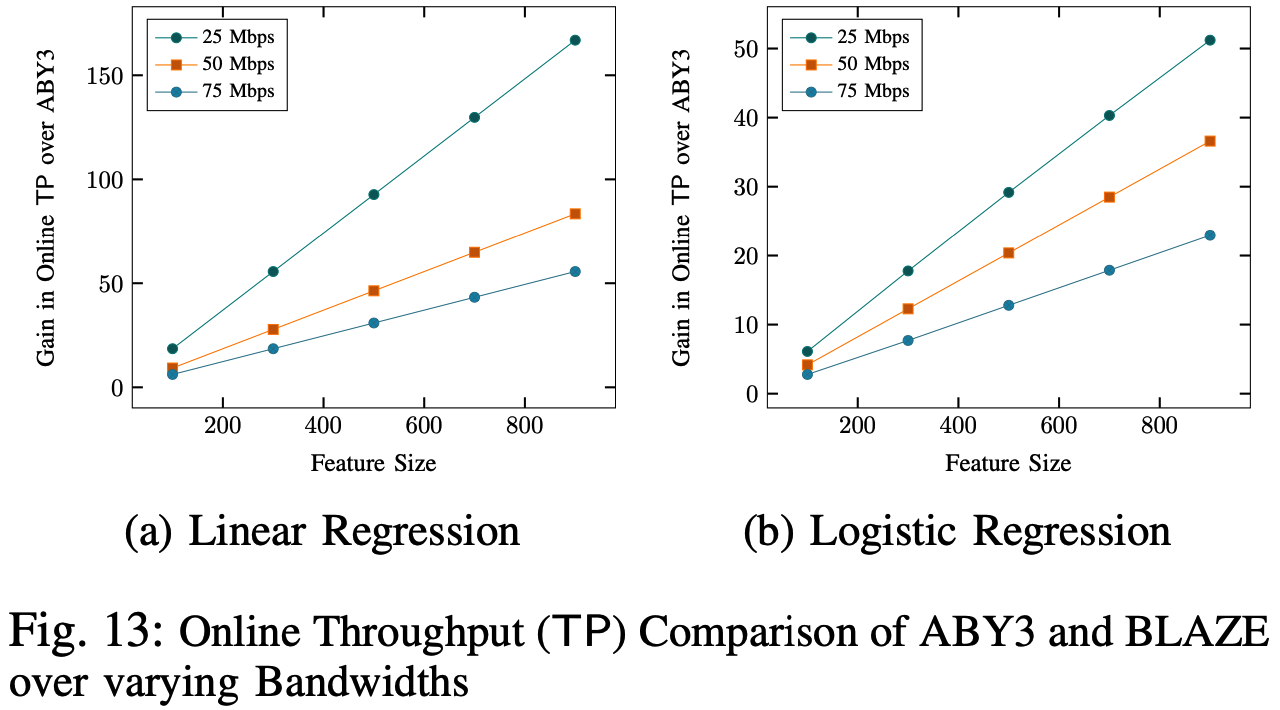 Gain in Online TP over ABY3
150
100
50
0
25 Mbps
50 Mbps
75 Mbps
200 400 600 800
Feature Size
(a) Linear Regression
Gain in Online TP over ABY3
50
40
30
20
10
0
25 Mbps
50 Mbps
75 Mbps
200 400 600 800
Feature Size
(b) Logistic Regression
Fig. 13: Online Throughput (TP) Comparison of ABY3 and BLAZE
over varying Bandwidths